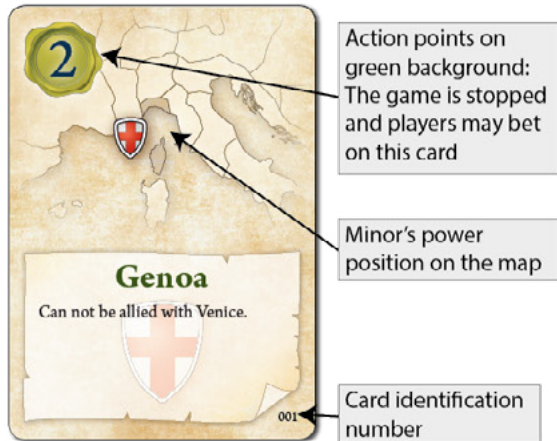 2
Genoa
Can not be allied with Venice.
001
Action points on
green background:
The game is stopped
and players may bet
on this card
Minor's power
position on the map
Card identification
number